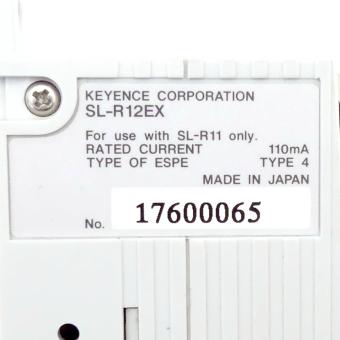 KEYENCE CORPORATION
SL-R12EX
For use with SL-R11 only.
RATED CURRENT 110mA
TYPE OF ESPE TYPE 4
MADE IN JAPAN
No. 17600065